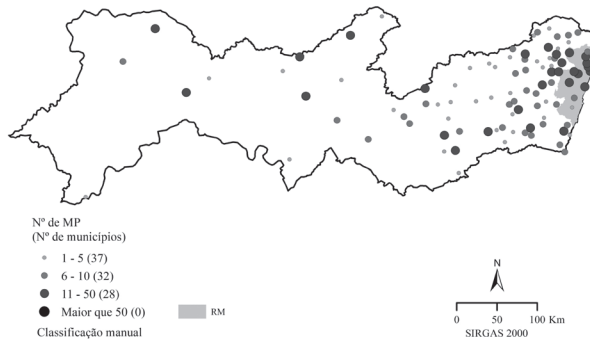 Nº de MP
(Nº de municípios)
1 - 5 (37)
6 - 10 (32)
11 - 50 (28)
Maior que 50 (0)
RM
Classificação manual
N
0 50 100 Km
SIRGAS 2000